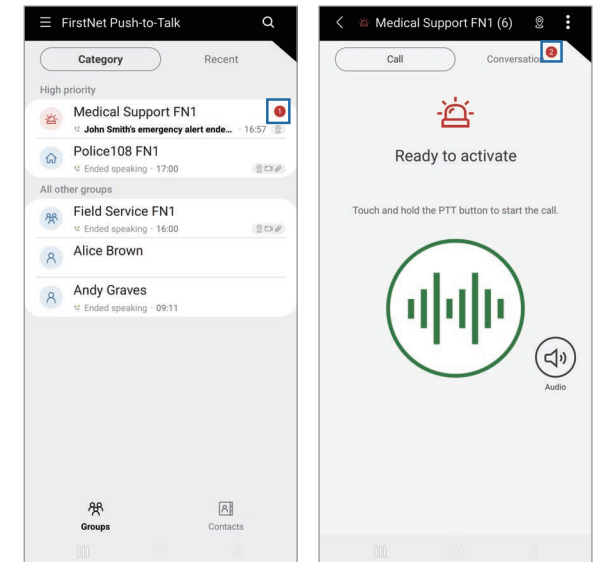 FirstNet Push-to-Talk
Category
Recent
High priority
Medical Support FN1
1
John Smith's emergency alert ende... · 16:57
Police108 FN1
Ended speaking · 17:00
All other groups
Field Service FN1
Ended speaking · 16:00
Alice Brown
Andy Graves
Ended speaking · 09:11
Groups
Contacts
Medical Support FN1 (6)
Call
Conversation
2
Ready to activate
Touch and hold the PTT button to start the call.
Audio